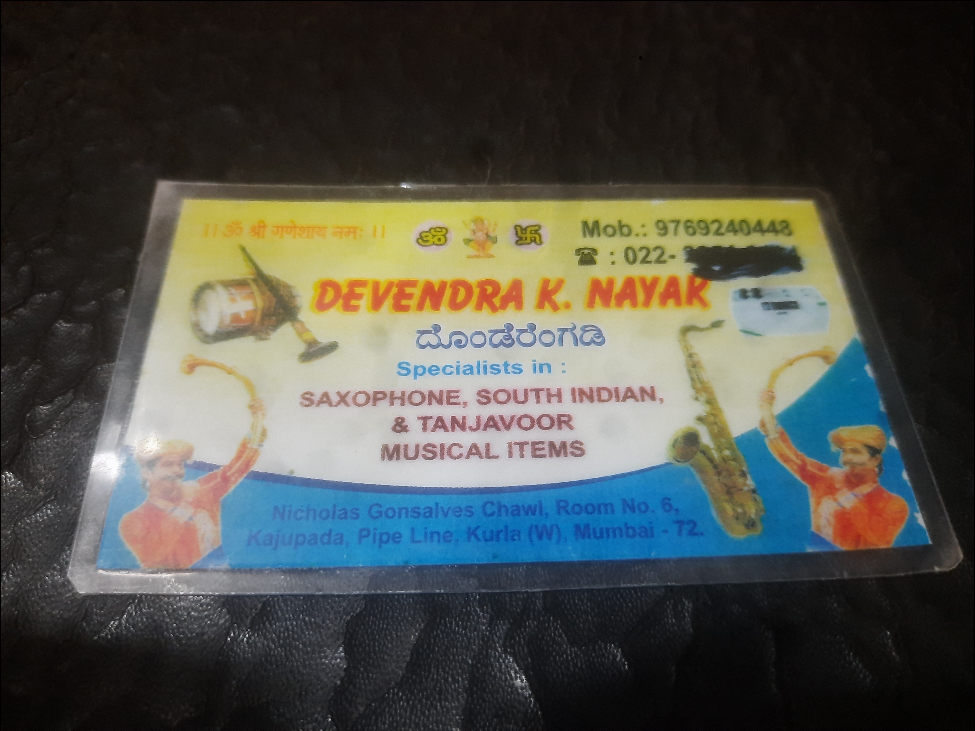 ।। ॐ श्री गणेशाय नमः ।।
ॐ 卐
Mob.: 9769240448
☎ : 022-
DEVENDRA K. NAYAK
ದೊಂಡೆರೆಂಗಡಿ
Specialists in :
SAXOPHONE, SOUTH INDIAN,
& TANJAVOOR
MUSICAL ITEMS
Nicholas Gonsalves Chawl, Room No. 6,
Kajupada, Pipe Line, Kurla (W), Mumbai - 72.